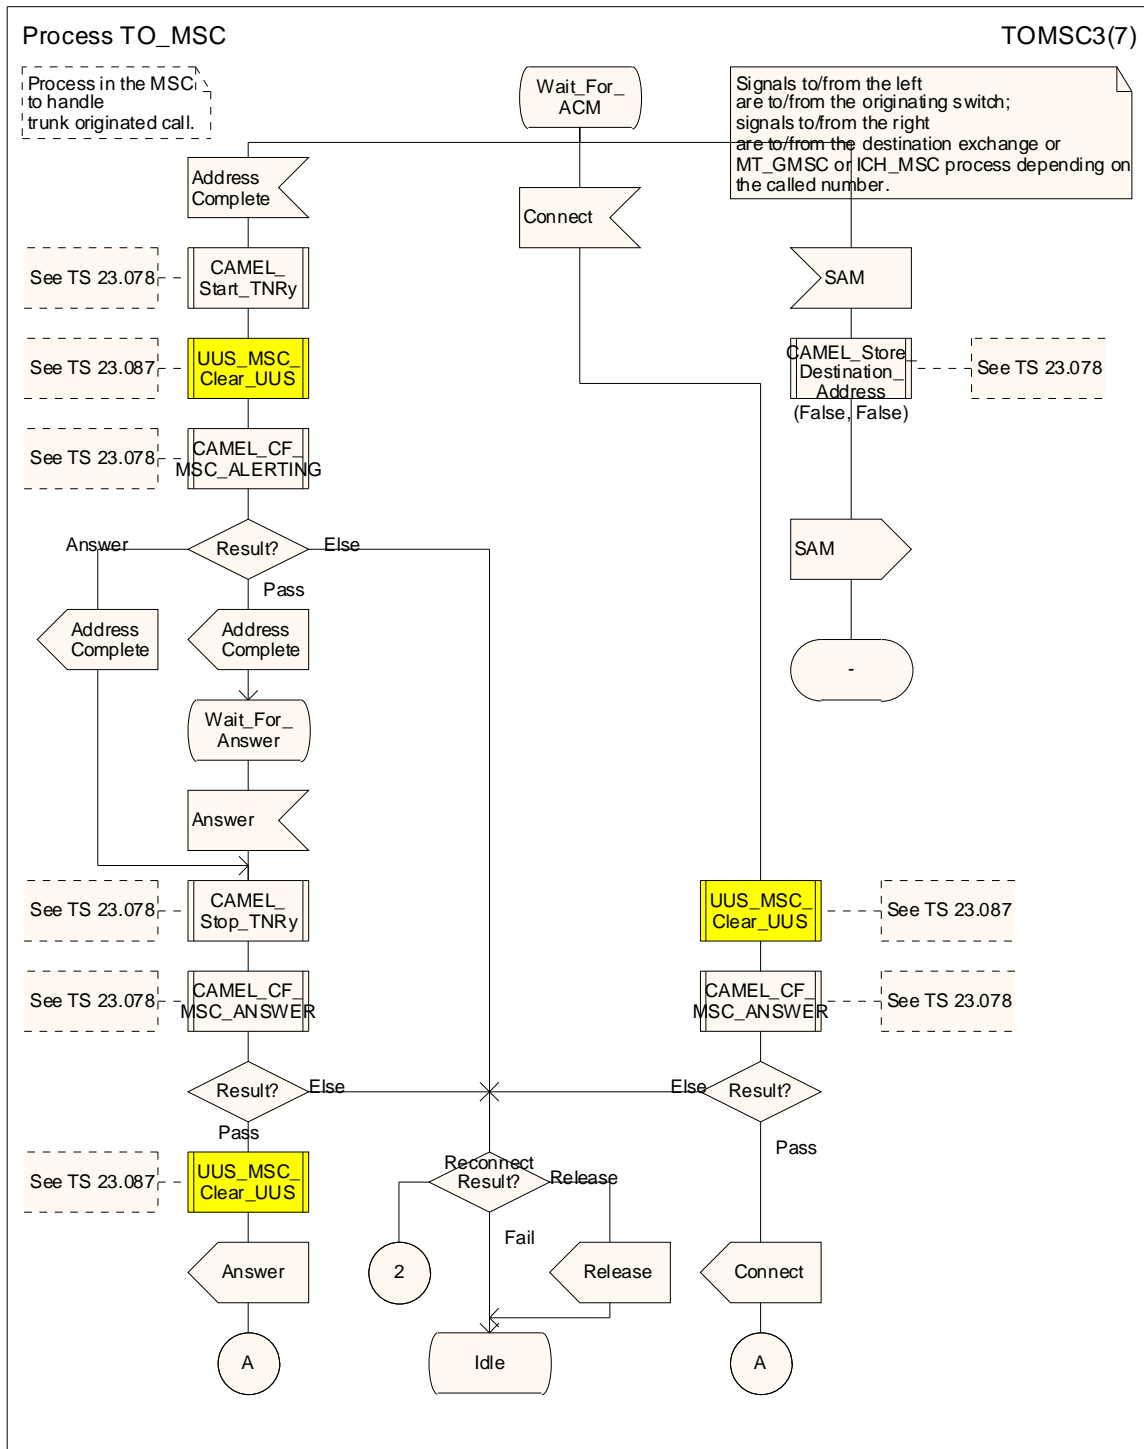 Process TO_MSC
TOMSC3(7)
Process in the MSC
to handle
trunk originated call.
Wait_For_
ACM
Signals to/from the left
are to/from the originating switch;
signals to/from the right
are to/from the destination exchange or
MT_GMSC or ICH_MSC process depending on
the called number.
Address
Complete
Connect
SAM
See TS 23.078
CAMEL_
Start_TNRy
See TS 23.087
UUS_MSC_
Clear_UUS
CAMEL_Store_
Destination_
Address
(False, False)
See TS 23.078
See TS 23.078
CAMEL_CF_
MSC_ALERTING
Answer
Result?
Else
Pass
SAM
Address
Complete
Address
Complete
-
Wait_For_
Answer
Answer
See TS 23.078
CAMEL_
Stop_TNRy
UUS_MSC_
Clear_UUS
See TS 23.087
See TS 23.078
CAMEL_CF_
MSC_ANSWER
CAMEL_CF_
MSC_ANSWER
See TS 23.078
Result?
Else
Else
Result?
Pass
Pass
See TS 23.087
UUS_MSC_
Clear_UUS
Reconnect
Result?
Release
Fail
Answer
2
Release
Connect
A
Idle
A